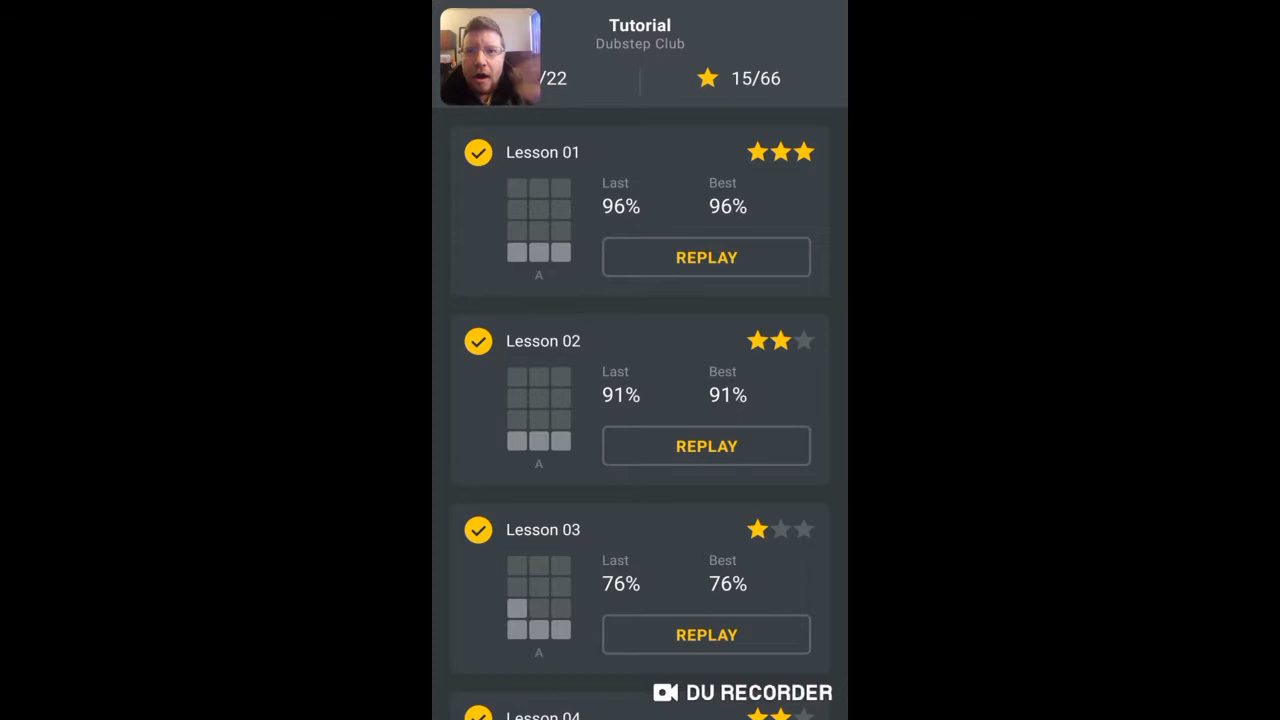 Tutorial
Dubstep Club
/22
15/66
Lesson 01
Last
Best
96%
96%
REPLAY
A
Lesson 02
Last
Best
91%
91%
REPLAY
A
Lesson 03
Last
Best
76%
76%
REPLAY
A
DU RECORDER
Lesson 04